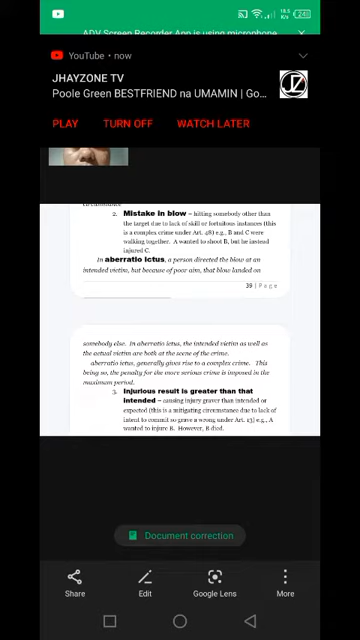 18.5 K/s 24
ADV Screen Recorder App is using microphone.
YouTube • now
JHAYZONE TV
Poole Green BESTFRIEND na UMAMIN | Go...
PLAY TURN OFF WATCH LATER
2. Mistake in blow – hitting somebody other than
the target due to lack of skill or fortuitous instances (this
is a complex crime under Art. 48) e.g., B and C were
walking together. A wanted to shoot B, but he instead
injured C.
In aberratio ictus, a person directed the blow at an
intended victim, but because of poor aim, that blow landed on
39 | Page
somebody else. In aberratio ictus, the intended victim as well as
the actual victim are both at the scene of the crime.
aberratio ictus, generally gives rise to a complex crime. This
being so, the penalty for the more serious crime is imposed in the
maximum period.
3. Injurious result is greater than that
intended – causing injury graver than intended or
expected (this is a mitigating circumstance due to lack of
intent to commit so grave a wrong under Art. 13) e.g., A
wanted to injure B. However, B died.
Document correction
Share Edit Google Lens More